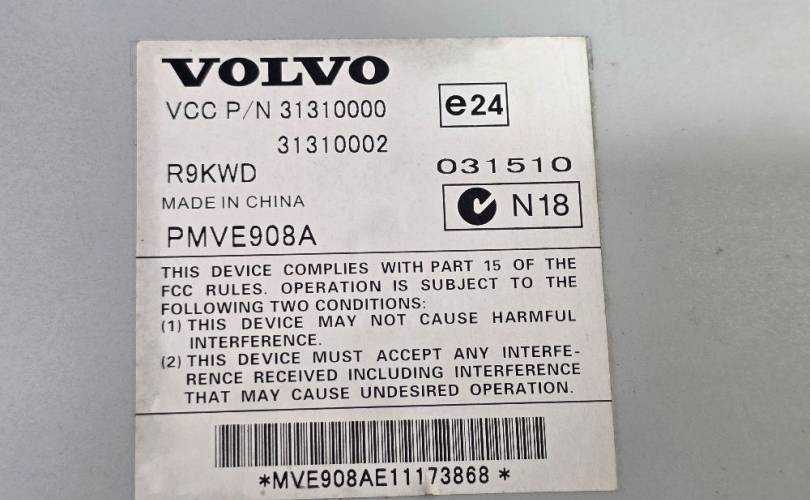 VOLVO
VCC P/N 31310000
e24
31310002
R9KWD
031510
MADE IN CHINA
N18
PMVE908A
THIS DEVICE COMPLIES WITH PART 15 OF THE
FCC RULES. OPERATION IS SUBJECT TO THE
FOLLOWING TWO CONDITIONS:
(1) THIS DEVICE MAY NOT CAUSE HARMFUL
INTERFERENCE.
(2) THIS DEVICE MUST ACCEPT ANY INTERFE-
RENCE RECEIVED INCLUDING INTERFERENCE
THAT MAY CAUSE UNDESIRED OPERATION.
*MVE908AE11173868 *